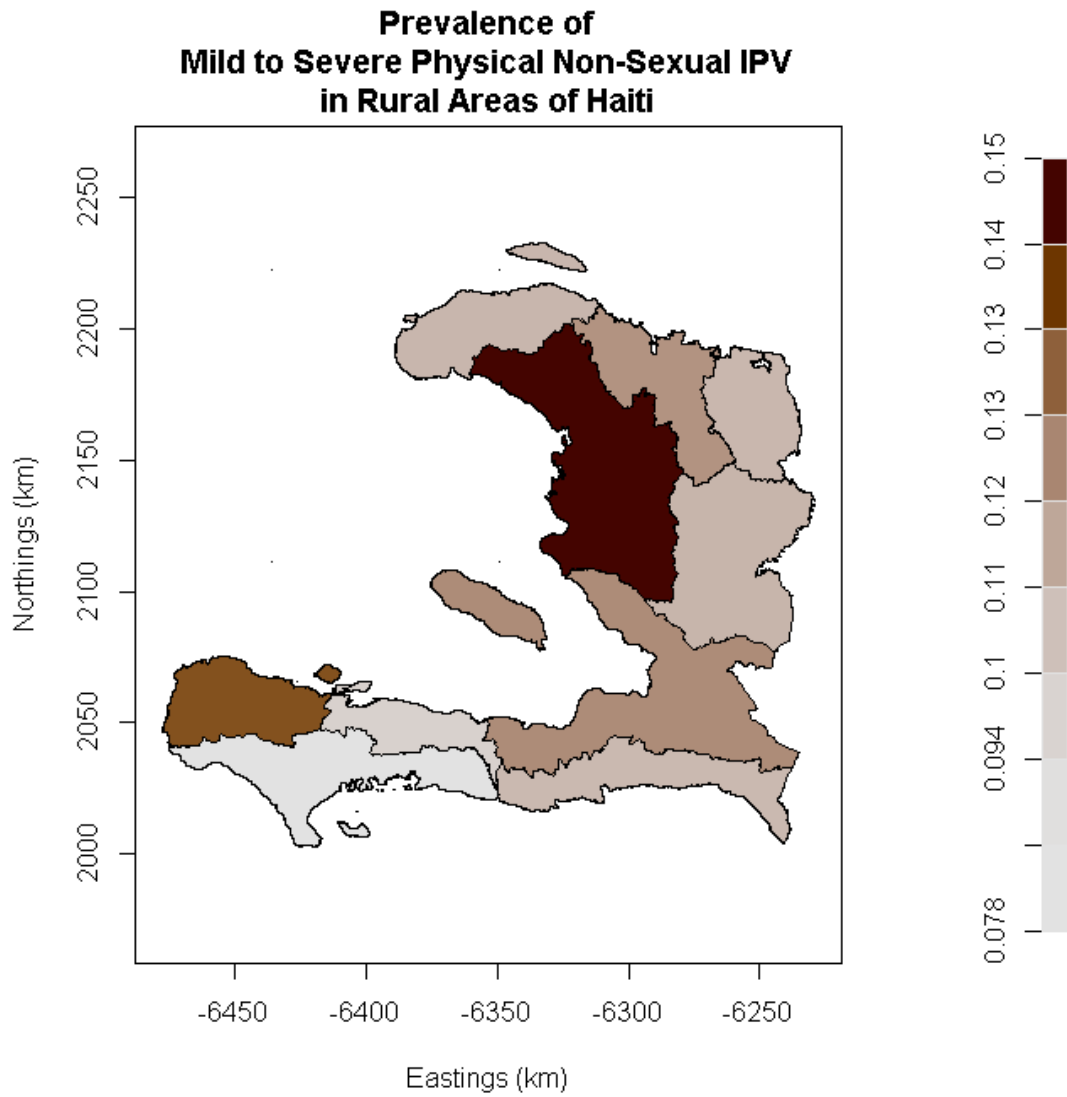 Prevalence of
Mild to Severe Physical Non-Sexual IPV
in Rural Areas of Haiti
2250
2200
2150
2100
2050
2000
Northings (km)
-6450 -6400 -6350 -6300 -6250
Eastings (km)
0.15
0.14
0.13
0.13
0.12
0.111
0.1
0.094
0.078